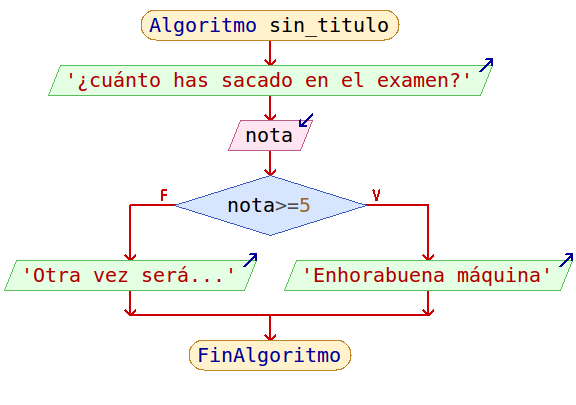 Algoritmo sin_titulo
'¿cuánto has sacado en el examen?'
nota
nota>=5
F
V
'Otra vez será...'
'Enhorabuena máquina'
FinAlgoritmo